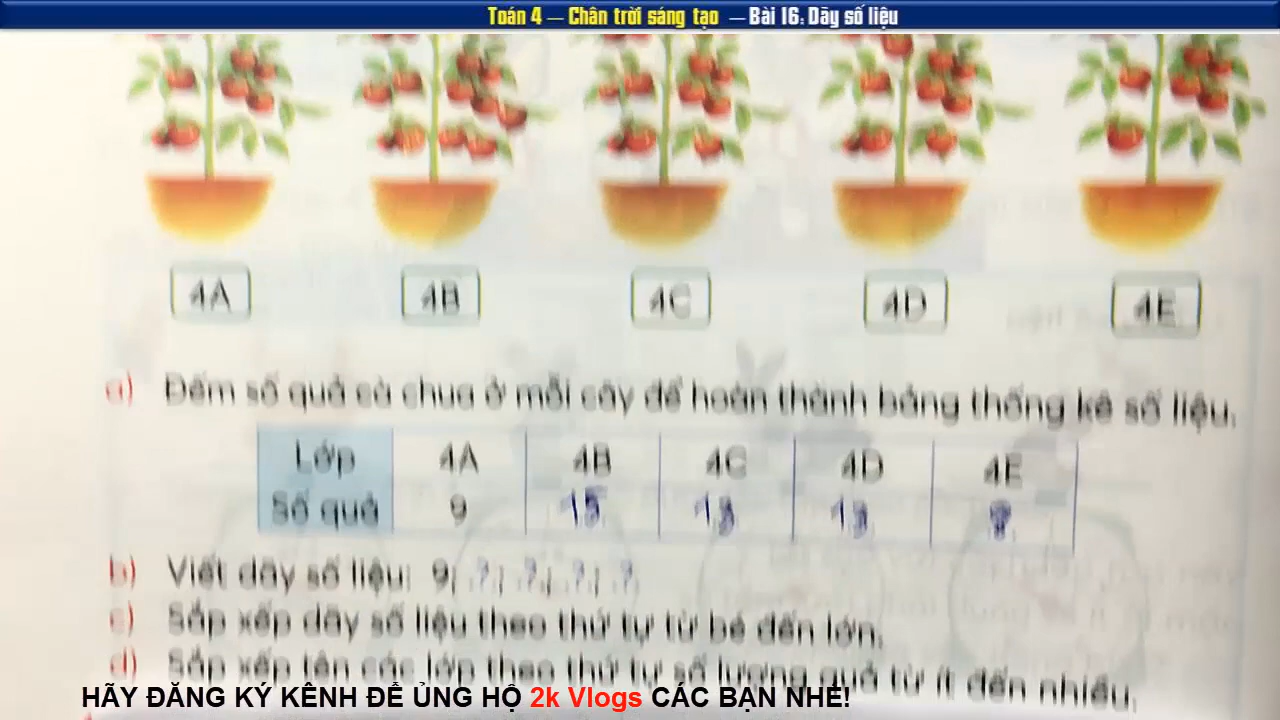 Toán 4 – Chân trời sáng tạo – Bài 16: Dãy số liệu
4A 4B 4C 4D 4E
a) Đếm số quả cà chua ở mỗi cây để hoàn thành bảng thống kê số liệu.
Lớp 4A 4B 4C 4D 4E
Số quả 9 15
b) Viết dãy số liệu: 9; .?.; .?.; .?.; .?.
c) Sắp xếp dãy số liệu theo thứ tự từ bé đến lớn.
d) Sắp xếp tên các lớp theo thứ tự số lượng quả từ ít đến nhiều.
HÃY ĐĂNG KÝ KÊNH ĐỂ ỦNG HỘ 2k Vlogs CÁC BẠN NHÉ!